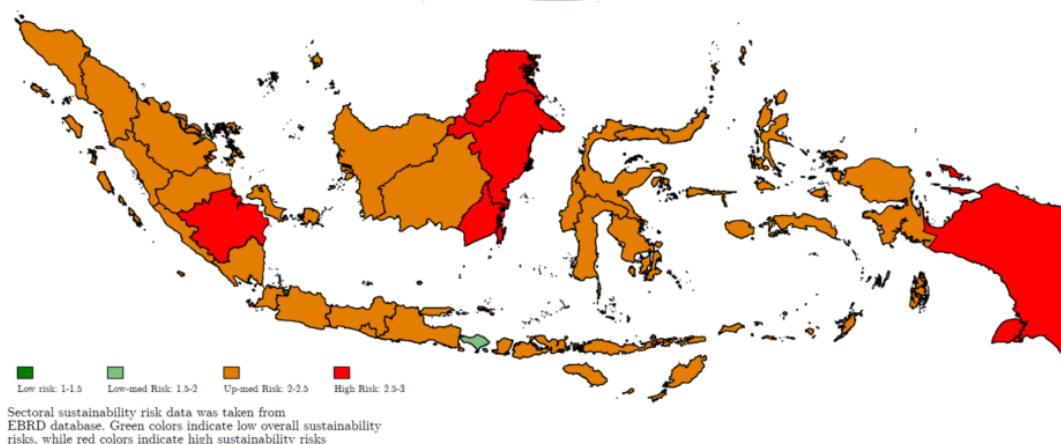 Low risk: 1-1.5 Low-med Risk: 1.5-2 Up-med Risk: 2-2.5 High Risk: 2.5-3
Sectoral sustainability risk data was taken from
EBRD database. Green colors indicate low overall sustainability
risks, while red colors indicate high sustainability risks